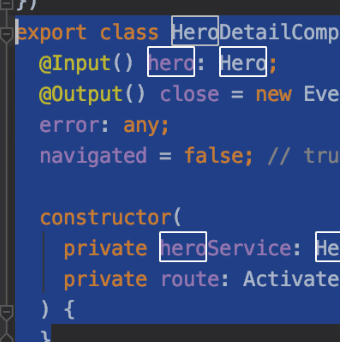 })
export class HeroDetailComp
@Input() hero: Hero;
@Output() close = new Eve
error: any;
navigated = false; // tru
constructor(
private heroService: He
private route: Activate
) {
}